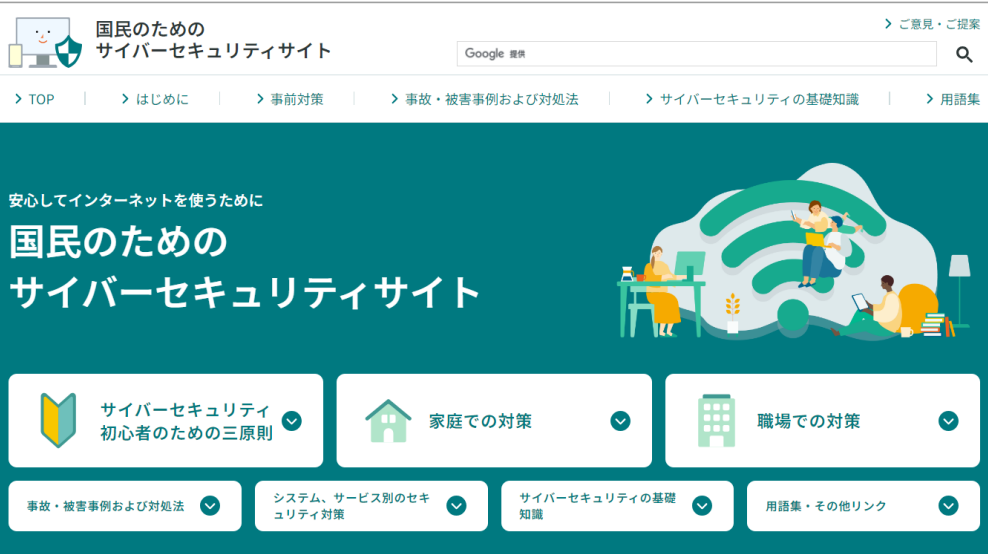 国民のための
サイバーセキュリティサイト
ご意見・ご提案
Google 提供
TOP
はじめに
事前対策
事故・被害事例および対処法
サイバーセキュリティの基礎知識
用語集
安心してインターネットを使うために
国民のための
サイバーセキュリティサイト
サイバーセキュリティ
初心者のための三原則
家庭での対策
職場での対策
事故・被害事例および対処法
システム、サービス別のセキ
ュリティ対策
サイバーセキュリティの基礎
知識
用語集・その他リンク